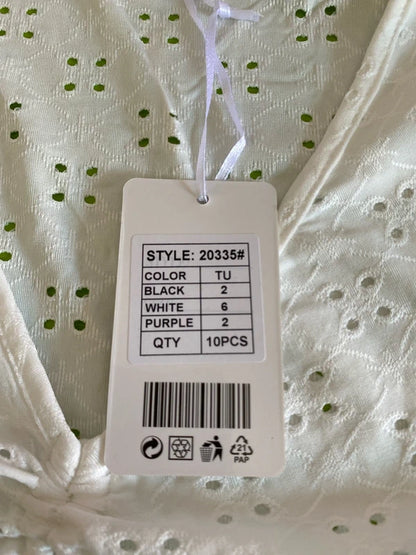 STYLE: 20335#
COLOR TU
BLACK 2
WHITE 6
PURPLE 2
QTY 10PCS
21
PAP